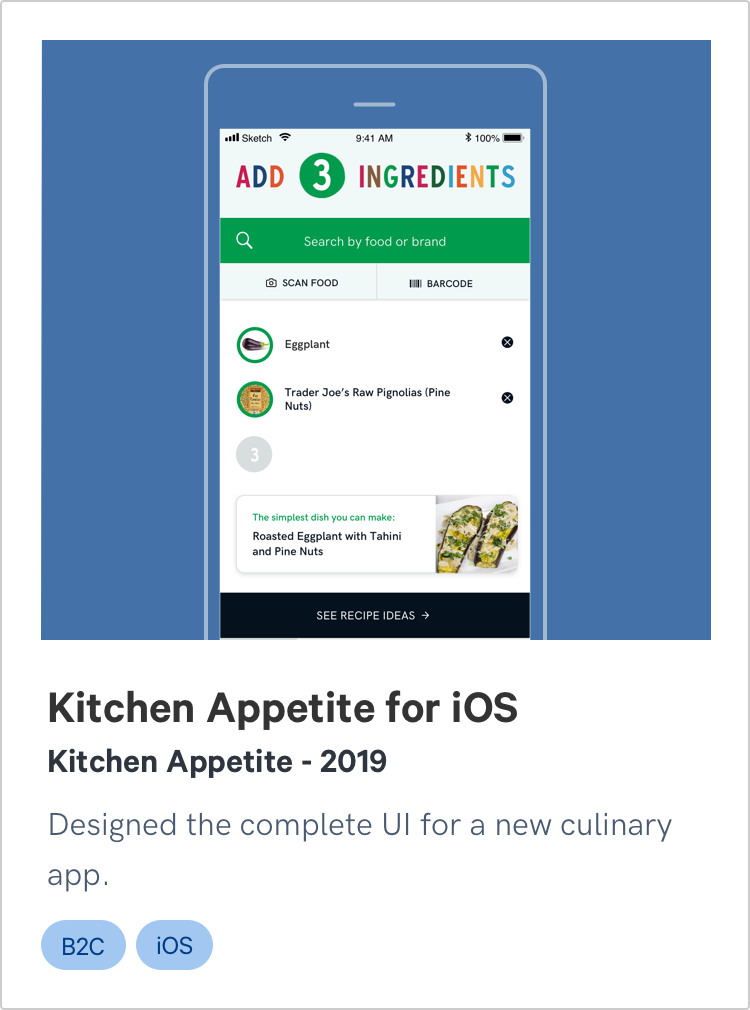 Sketch 9:41 AM 100%
ADD 3 INGREDIENTS
Search by food or brand
SCAN FOOD BARCODE
Eggplant
Trader Joe’s Raw Pignolias (Pine
Nuts)
3
The simplest dish you can make:
Roasted Eggplant with Tahini
and Pine Nuts
SEE RECIPE IDEAS →
Kitchen Appetite for iOS
Kitchen Appetite - 2019
Designed the complete UI for a new culinary
app.
B2C iOS